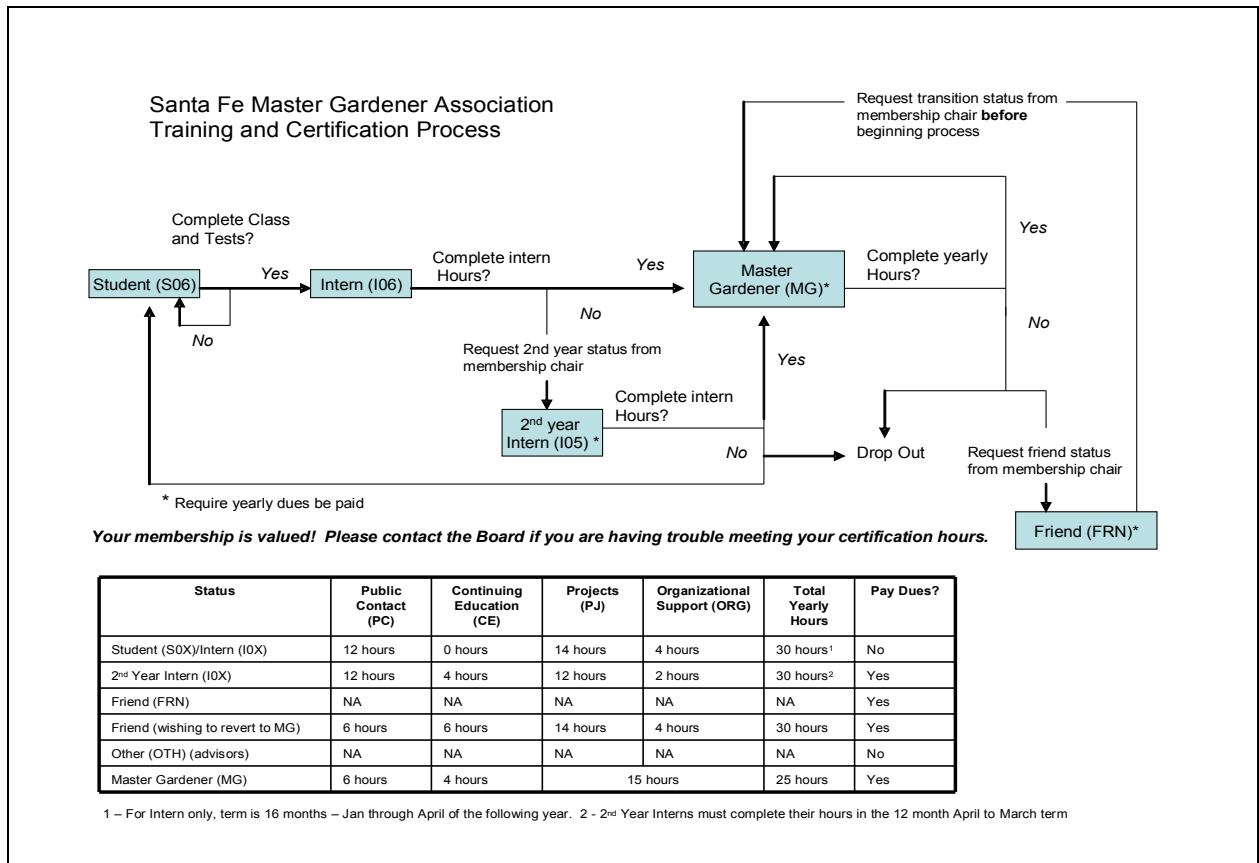 Santa Fe Master Gardener Association
Training and Certification Process
Request transition status from
membership chair before
beginning process
Complete Class
and Tests?
Yes
Student (S06)
No
Intern (I06)
Complete intern
Hours?
Yes
No
Master
Gardener (MG)*
Complete yearly
Hours?
Yes
No
Request 2nd year status from
membership chair
2nd year
Intern (I05) *
Complete intern
Hours?
Yes
No
Drop Out
Request friend status
from membership chair
Friend (FRN)*
* Require yearly dues be paid
Your membership is valued! Please contact the Board if you are having trouble meeting your certification hours.
Status Public Contact (PC) Continuing Education (CE) Projects (PJ) Organizational Support (ORG) Total Yearly Hours Pay Dues?
Student (S0X)/Intern (I0X) 12 hours 0 hours 14 hours 4 hours 30 hours1 No
2nd Year Intern (I0X) 12 hours 4 hours 12 hours 2 hours 30 hours2 Yes
Friend (FRN) NA NA NA NA NA Yes
Friend (wishing to revert to MG) 6 hours 6 hours 14 hours 4 hours 30 hours Yes
Other (OTH) (advisors) NA NA NA NA NA No
Master Gardener (MG) 6 hours 4 hours 15 hours 25 hours Yes
1 – For Intern only, term is 16 months – Jan through April of the following year. 2 - 2nd Year Interns must complete their hours in the 12 month April to March term